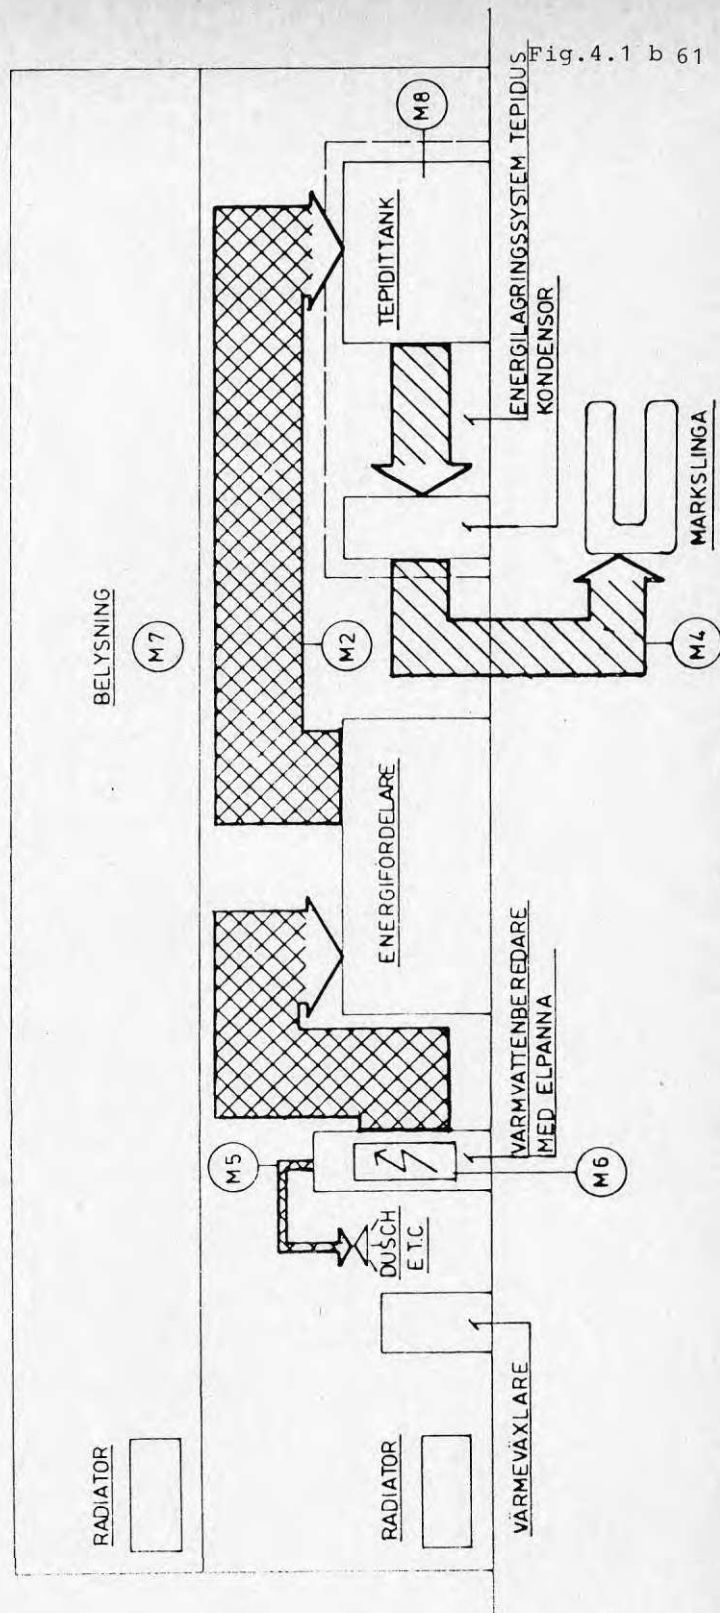 Fig.4.1 b 61
BELYSNING
M7
RADIATOR
M2
M5
M8
TEPIDITTANK
ENERGIFÖRDELARE
DUSCH
ETC
RADIATOR
ENERGILAGRINGSSYSTEM TEPIDUS
KONDENSOR
VARMVATTENBEREDARE
MED ELPANNA
M6
M4
MARKSLINGA
VÄRMEVÄXLARE